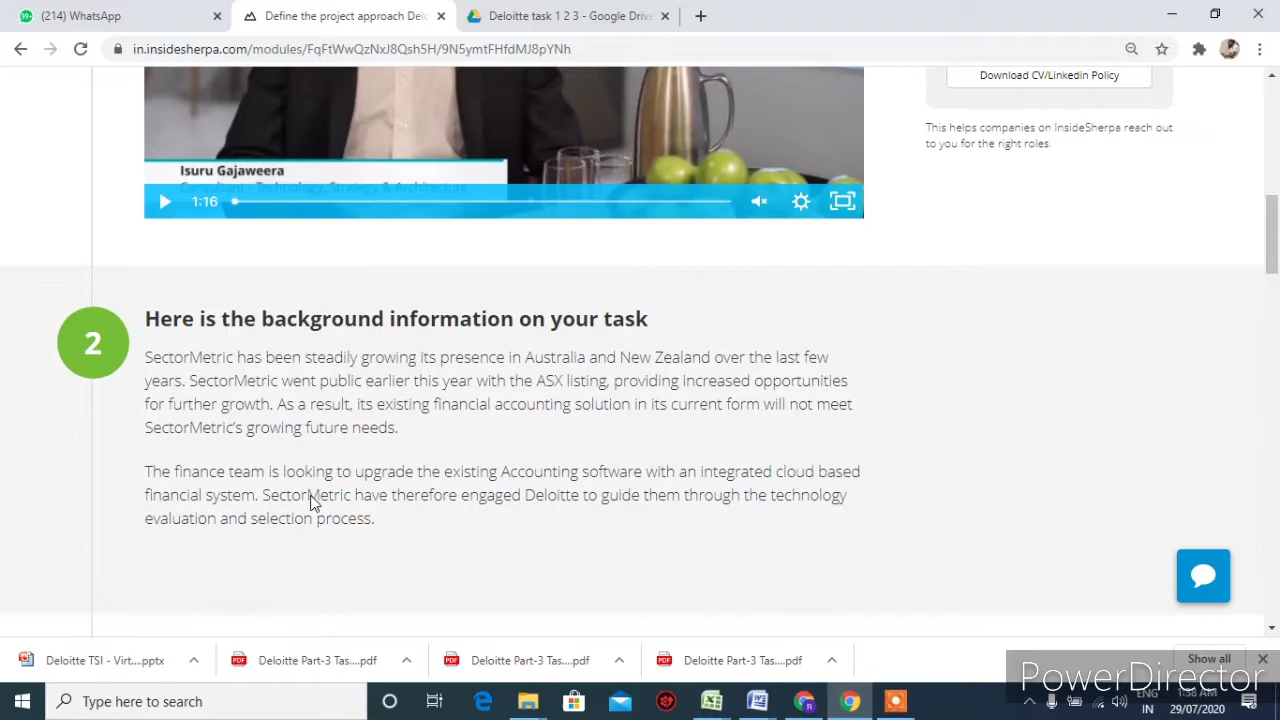 (214) WhatsApp
Define the project approach Delo
Deloitte task 1 2 3 - Google Drive
in.insidesherpa.com/modules/FqFtWwQzNxJ8Qsh5H/9N5ymtFHfdMJ8pYNh
Download CV/Linkedin Policy
This helps companies on InsideSherpa reach out
to you for the right roles.
Isuru Gajaweera
Consultant - Technology, Strategy & Architecture
1:16
2
Here is the background information on your task
SectorMetric has been steadily growing its presence in Australia and New Zealand over the last few
years. SectorMetric went public earlier this year with the ASX listing, providing increased opportunities
for further growth. As a result, its existing financial accounting solution in its current form will not meet
SectorMetric's growing future needs.
The finance team is looking to upgrade the existing Accounting software with an integrated cloud based
financial system. SectorMetric have therefore engaged Deloitte to guide them through the technology
evaluation and selection process.
Deloitte TSI - Virt....pptx
Deloitte Part-3 Tas....pdf
Deloitte Part-3 Tas....pdf
Deloitte Part-3 Tas....pdf
Show all
PowerDirector
Type here to search
ENG
IN
1:38 AM
29/07/2020